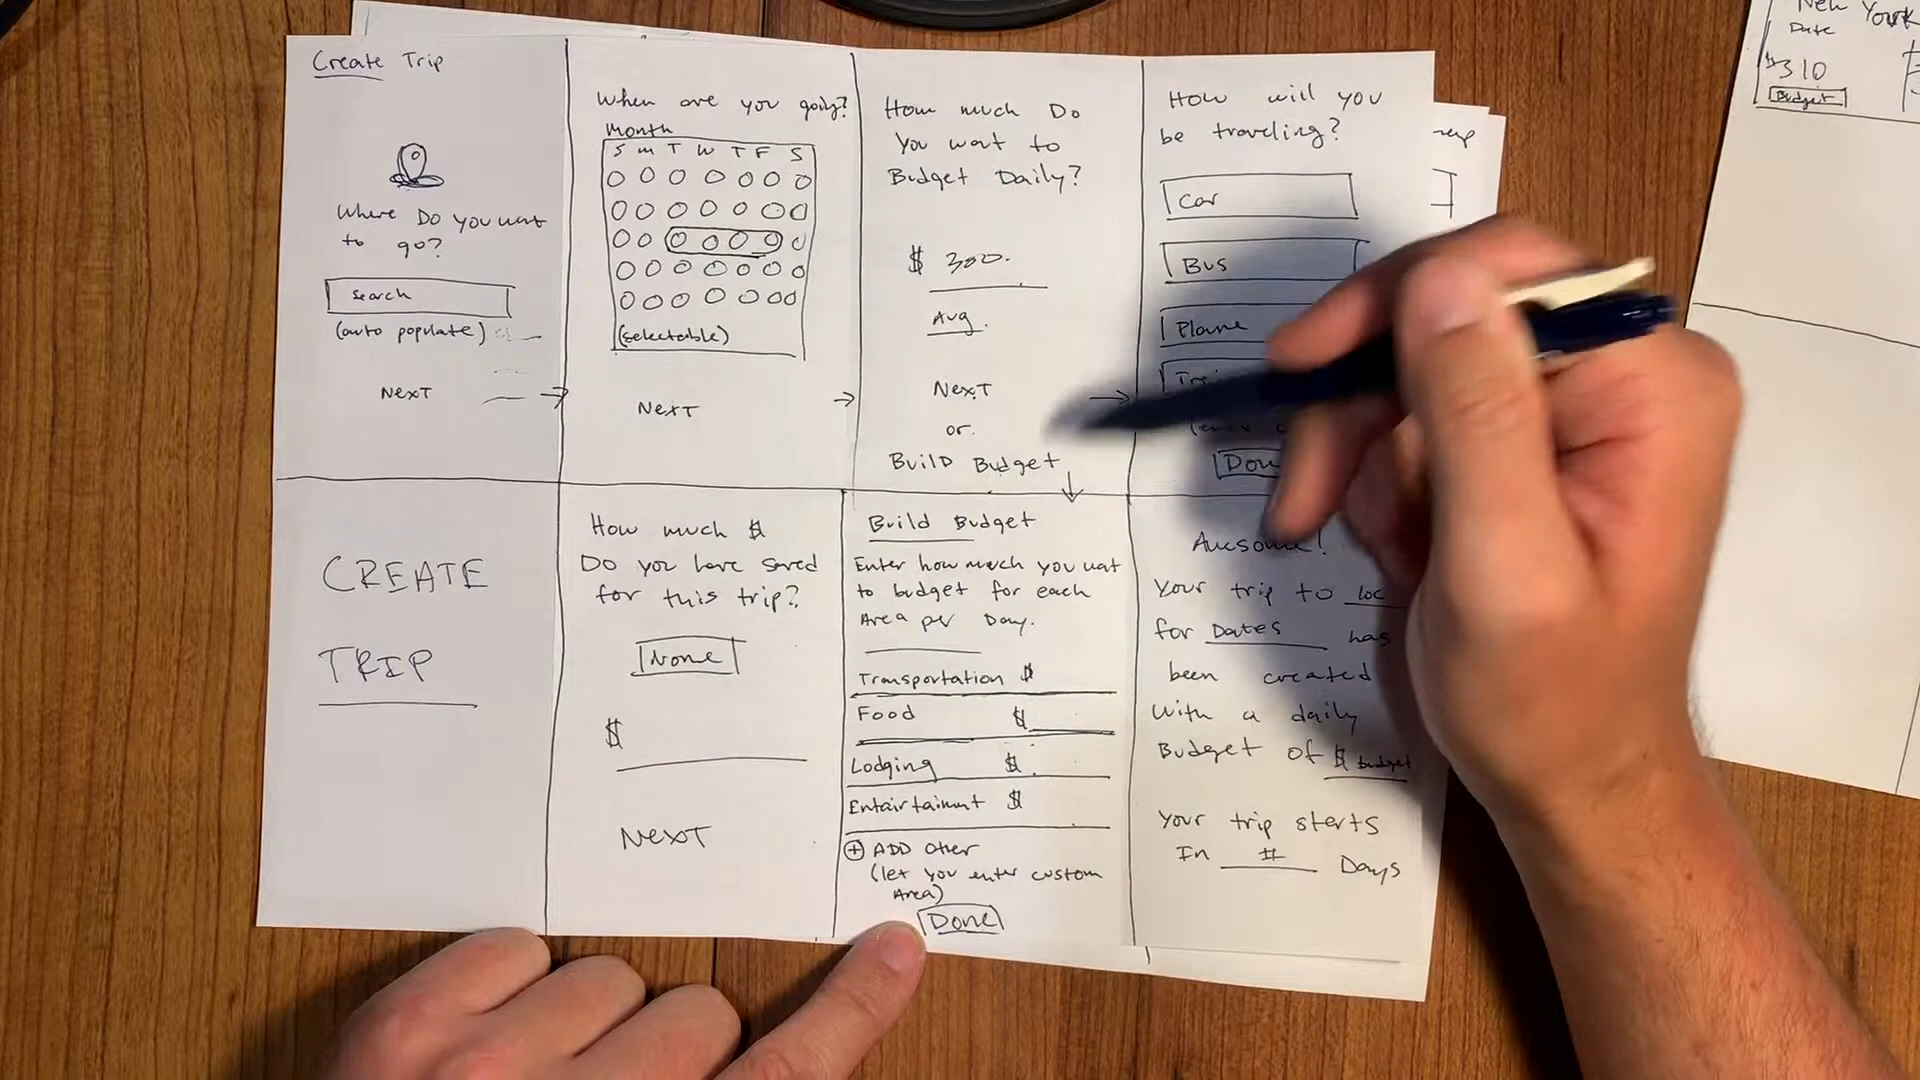 Create Trip
Where Do you want
to go?
search
(auto populate)
NEXT
When are you going?
Month
S M T W T F S
(selectable)
NEXT
How much Do
you want to
Budget Daily?
$ 300.
Avg.
NexT
or
Build Budget
How will you
be traveling?
Car
Bus
Plane
CREATE
TRIP
How much $
Do you have saved
for this trip?
None
$
NEXT
Build Budget
Enter how much you want
to budget for each
Area per Day.
Transportation $
Food $
Lodging $
Entairtaiment $
+ ADD Other
(let you enter custom
Area)
Done
Awesome!
Your trip to loc
for Dates has
been created
with a daily
Budget of $ budget
Your trip starts
In # Days
New York
Date
$310
Budget